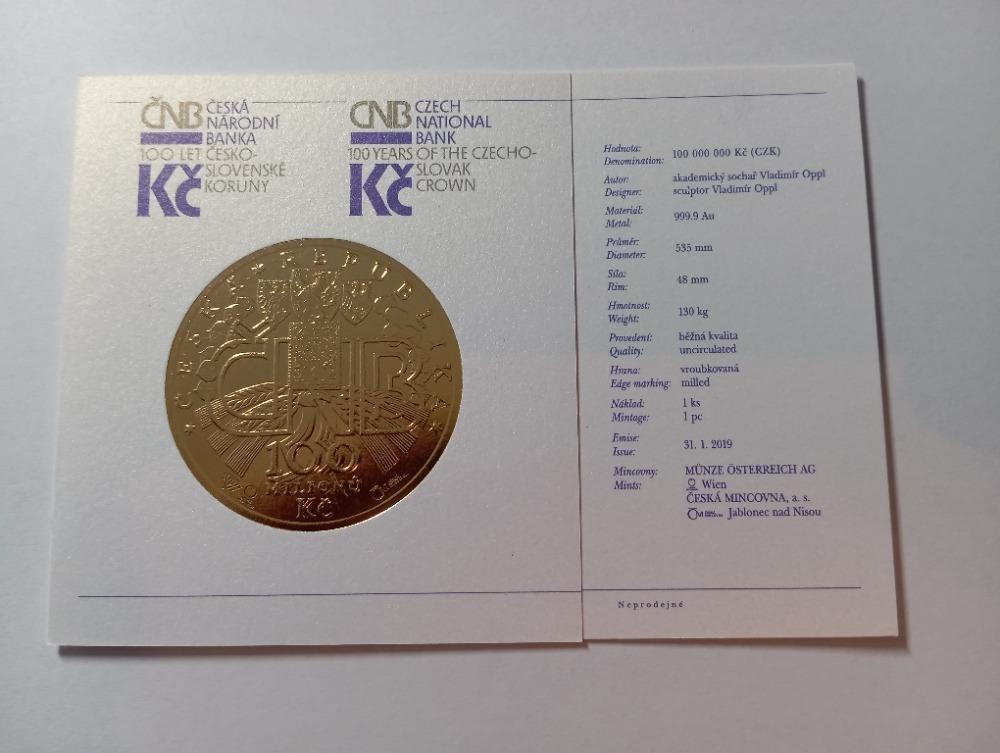 ČNB ČESKÁ
NÁRODNÍ
BANKA
100 LET ČESKO-
SLOVENSKÉ
Kč KORUNY
CNB CZECH
NATIONAL
BANK
100 YEARS OF THE CZECHO-
SLOVAK
Kč CROWN
ČESKÁ REPUBLIKA
ČNB
100
MILIONŮ
Kč
Hodnota:
Denomination: 100 000 000 Kč (CZK)
Autor: akademický sochař Vladimír Oppl
Designer: sculptor Vladimír Oppl
Materiál:
Metal: 999.9 Au
Průměr:
Diameter: 535 mm
Síla:
Rim: 48 mm
Hmotnost:
Weight: 130 kg
Provedení: běžná kvalita
Quality: uncirculated
Hrana: vroubkovaná
Edge marking: milled
Náklad: 1 ks
Mintage: 1 pc
Emise:
Issue: 31. 1. 2019
Mincovny: MÜNZE ÖSTERREICH AG
Mints: Wien
ČESKÁ MINCOVNA, a. s.
Jablonec nad Nisou
Neprodejné